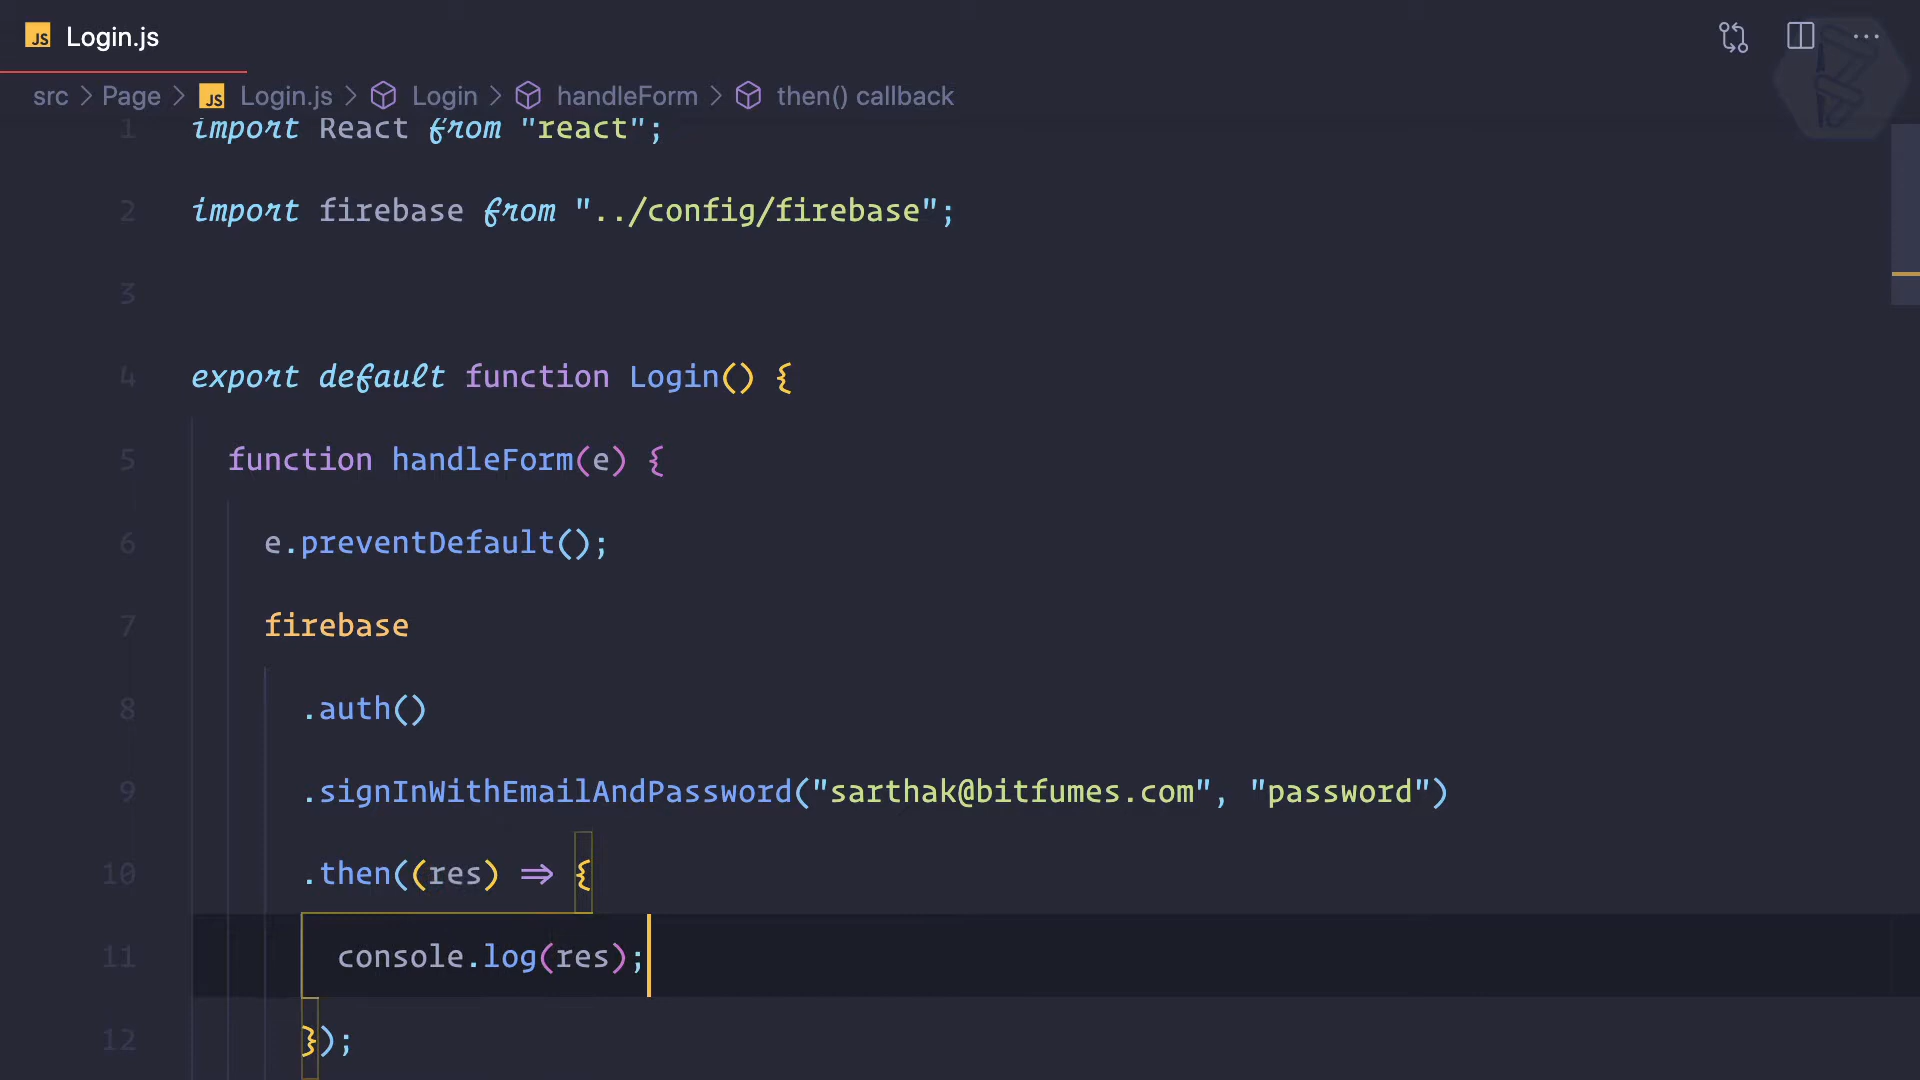 JS Login.js
src > Page > JS Login.js > Login > handleForm > then() callback
1 import React from "react";
2 import firebase from "../config/firebase";
3
4 export default function Login() {
5 function handleForm(e) {
6 e.preventDefault();
7 firebase
8 .auth()
9 .signInWithEmailAndPassword("sarthak@bitfumes.com", "password")
10 .then((res) => {
11 console.log(res);
12 });